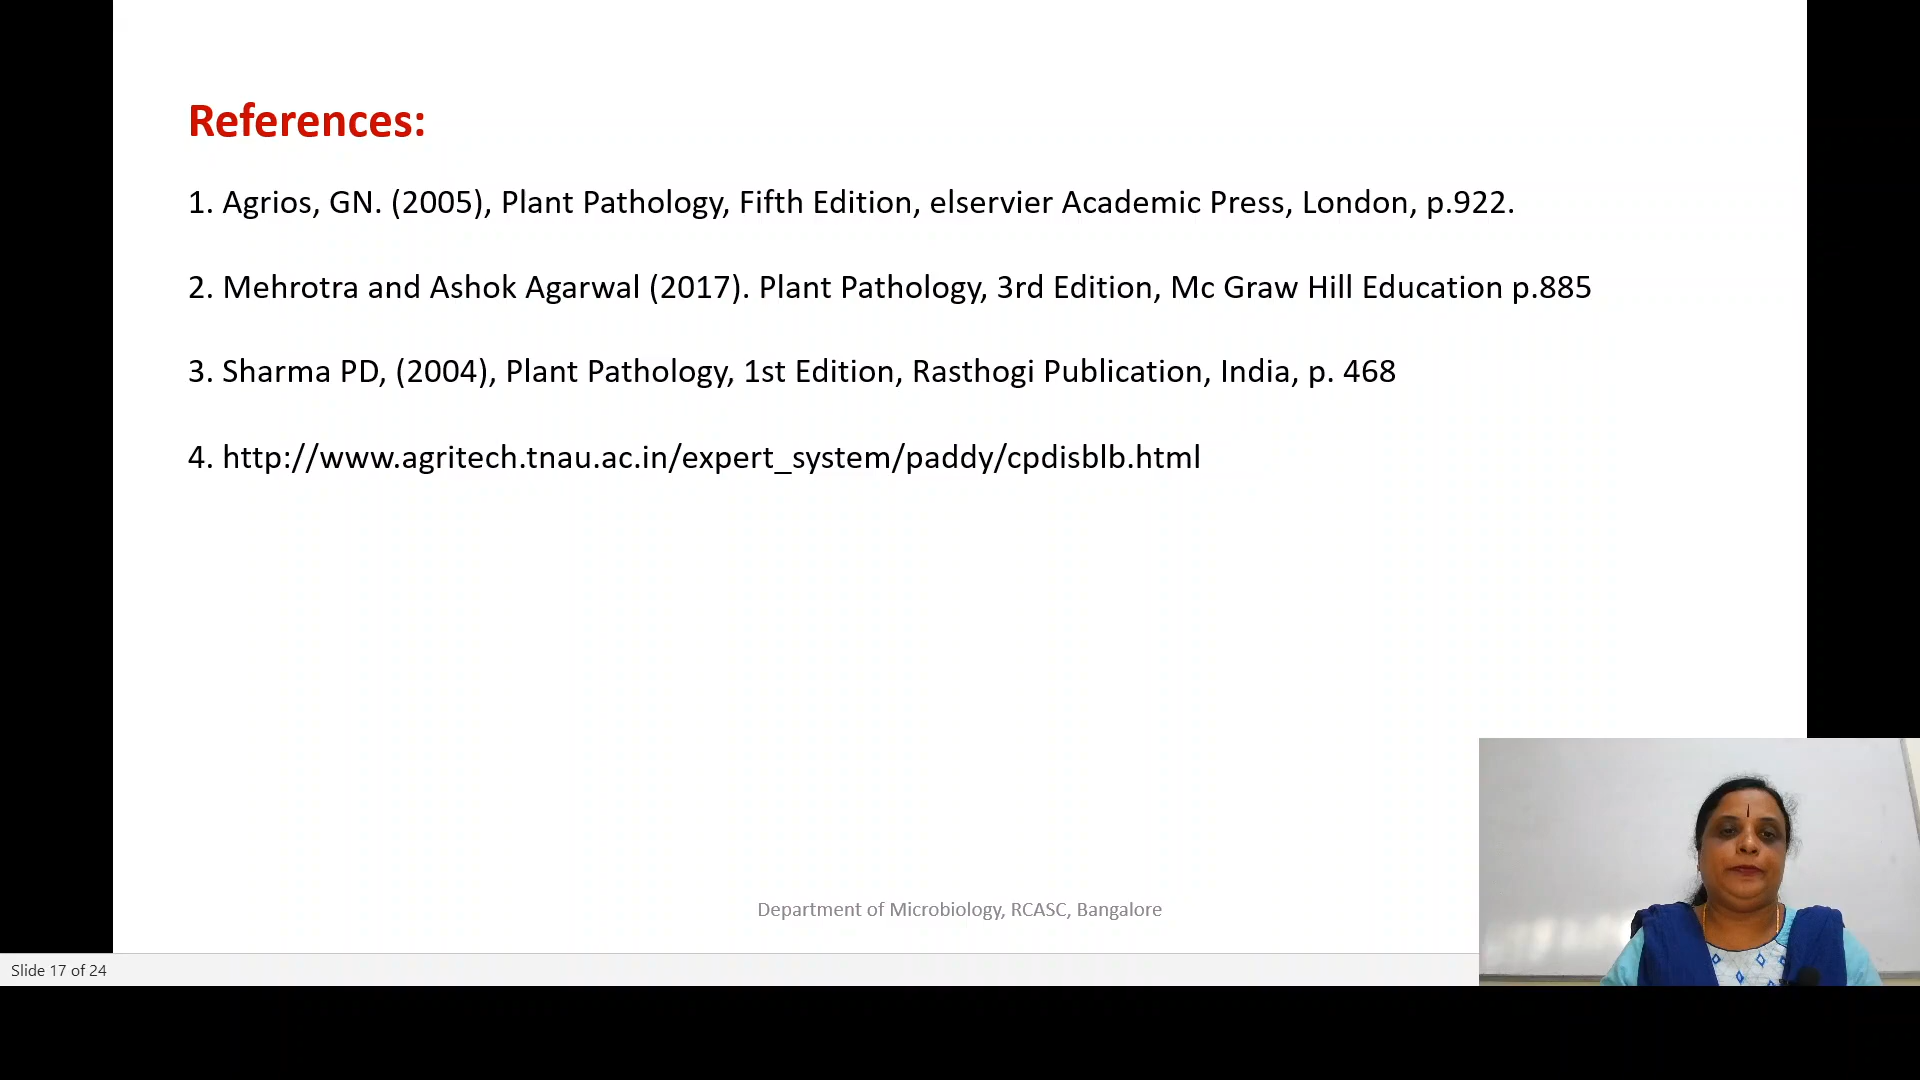 References:
1. Agrios, GN. (2005), Plant Pathology, Fifth Edition, elservier Academic Press, London, p.922.
2. Mehrotra and Ashok Agarwal (2017). Plant Pathology, 3rd Edition, Mc Graw Hill Education p.885
3. Sharma PD, (2004), Plant Pathology, 1st Edition, Rasthogi Publication, India, p. 468
4. http://www.agritech.tnau.ac.in/expert_system/paddy/cpdisblb.html
Department of Microbiology, RCASC, Bangalore
Slide 17 of 24